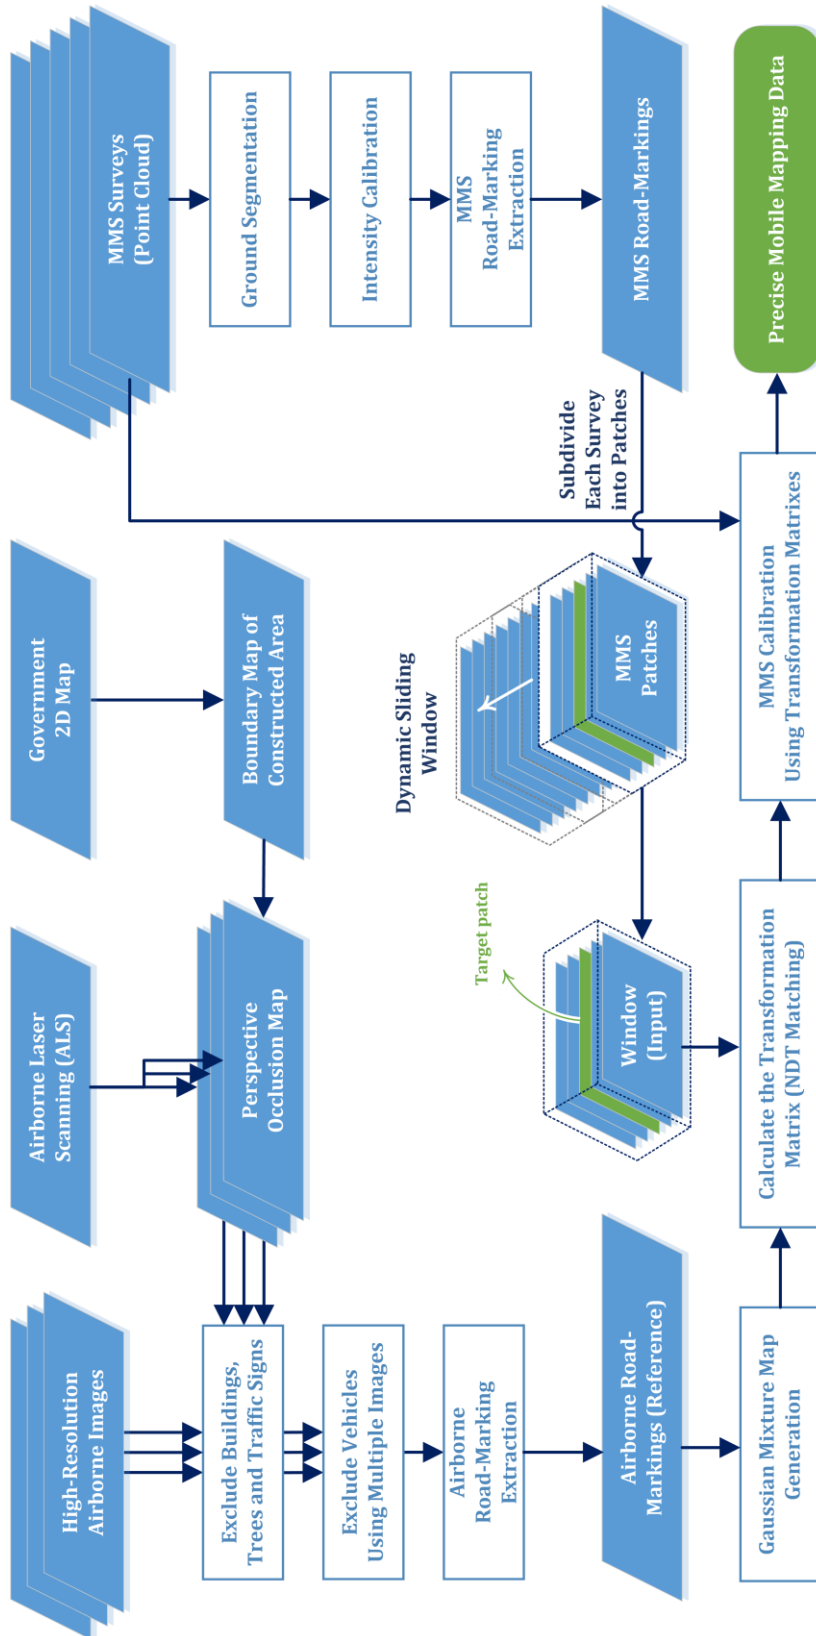 High-Resolution
Airborne Images
Airborne Laser
Scanning (ALS)
Government
2D Map
MMS Surveys
(Point Cloud)
Exclude Buildings,
Trees and Traffic Signs
Perspective
Occlusion Map
Boundary Map of
Constructed Area
Ground Segmentation
Exclude Vehicles
Using Multiple Images
Intensity Calibration
Airborne
Road-Marking
Extraction
Target patch
Dynamic Sliding
Window
MMS
Road-Marking
Extraction
Subdivide
Each Survey
into Patches
Airborne Road-
Markings (Reference)
Window
(Input)
MMS
Patches
MMS Road-Markings
Gaussian Mixture Map
Generation
Calculate the Transformation
Matrix (NDT Matching)
MMS Calibration
Using Transformation Matrixes
Precise Mobile Mapping Data